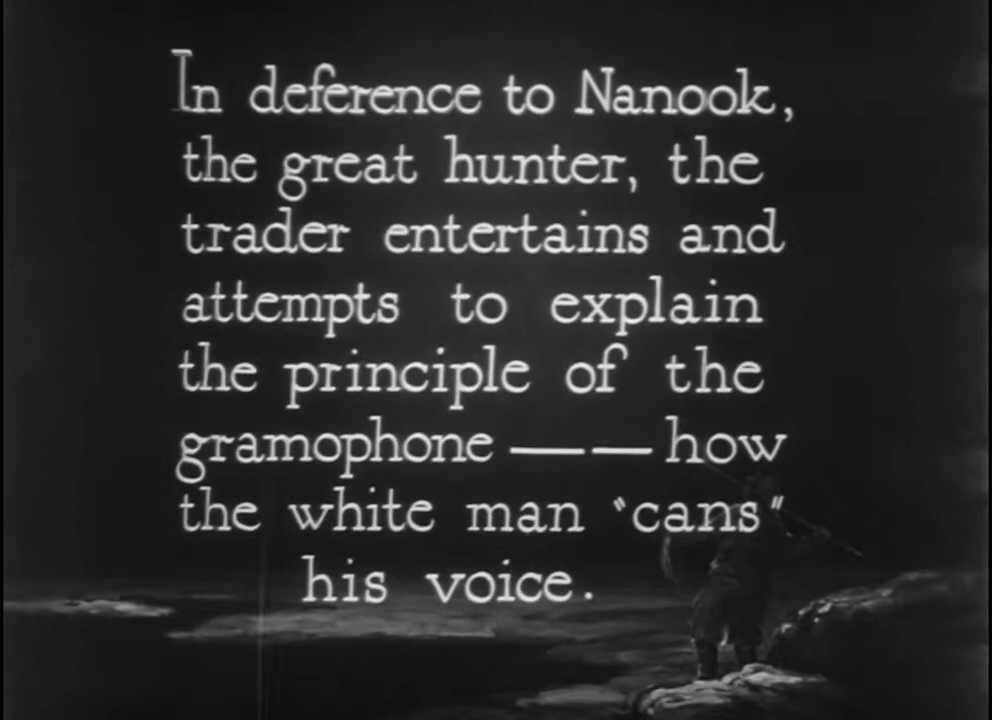 In deference to Nanook,
the great hunter, the
trader entertains and
attempts to explain
the principle of the
gramophone — — how
the white man "cans"
his voice.